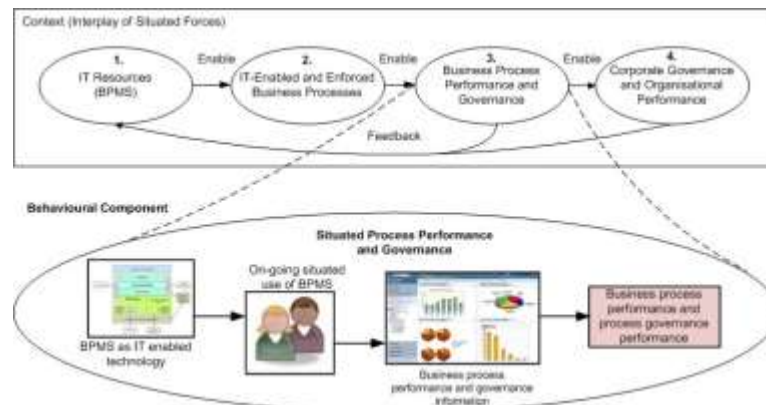 Context (Interplay of Situated Forces)
1.
IT Resources
(BPMS)
Enable
2.
IT-Enabled and Enforced
Business Processes
Enable
3.
Business Process
Performance and
Governance
Enable
4.
Corporate Governance
and Organisational
Performance
Feedback
Behavioural Component
Situated Process Performance
and Governance
BPMS as IT enabled
technology
On-going situated
use of BPMS
Business process
performance and governance
information
Business process
performance and
process governance
performance